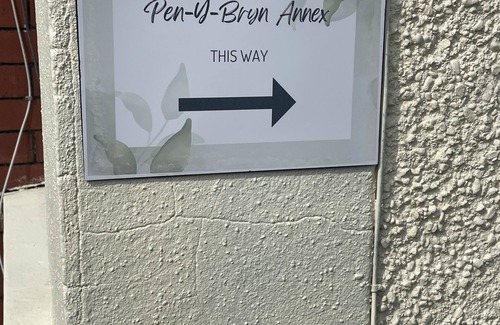 Pen-Y-Bryn Annex
THIS WAY